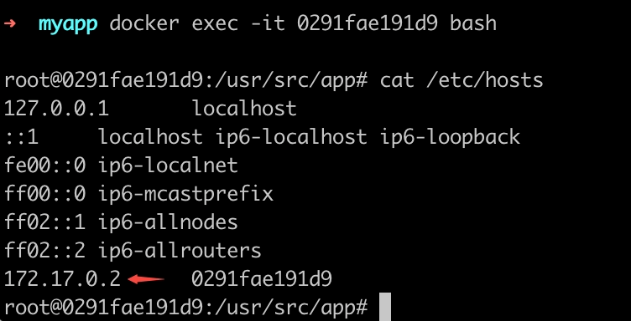 → myapp docker exec -it 0291fae191d9 bash
root@0291fae191d9:/usr/src/app# cat /etc/hosts
127.0.0.1 localhost
::1 localhost ip6-localhost ip6-loopback
fe00::0 ip6-localnet
ff00::0 ip6-mcastprefix
ff02::1 ip6-allnodes
ff02::2 ip6-allrouters
172.17.0.2 0291fae191d9
root@0291fae191d9:/usr/src/app#